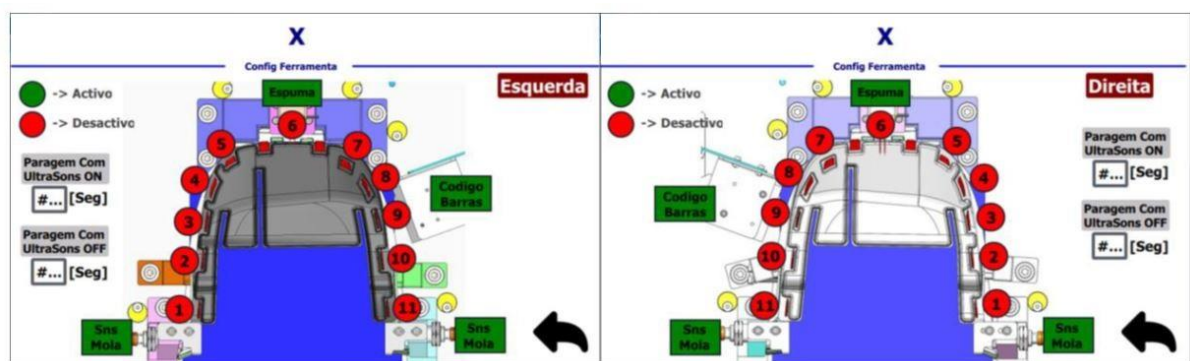 X
Config Ferramenta
-> Activo
-> Desactivo
Esquerda
Espuma
6
5
7
4
8
3
9
2
10
1
11
Paragem Com
UltraSons ON
#... [Seg]
Paragem Com
UltraSons OFF
#... [Seg]
Codigo
Barras
Sns
Mola
Sns
Mola
X
Config Ferramenta
-> Activo
-> Desactivo
Direita
Espuma
6
7
5
8
4
9
3
10
2
11
1
Codigo
Barras
Paragem Com
UltraSons ON
#... [Seg]
Paragem Com
UltraSons OFF
#... [Seg]
Sns
Mola
Sns
Mola